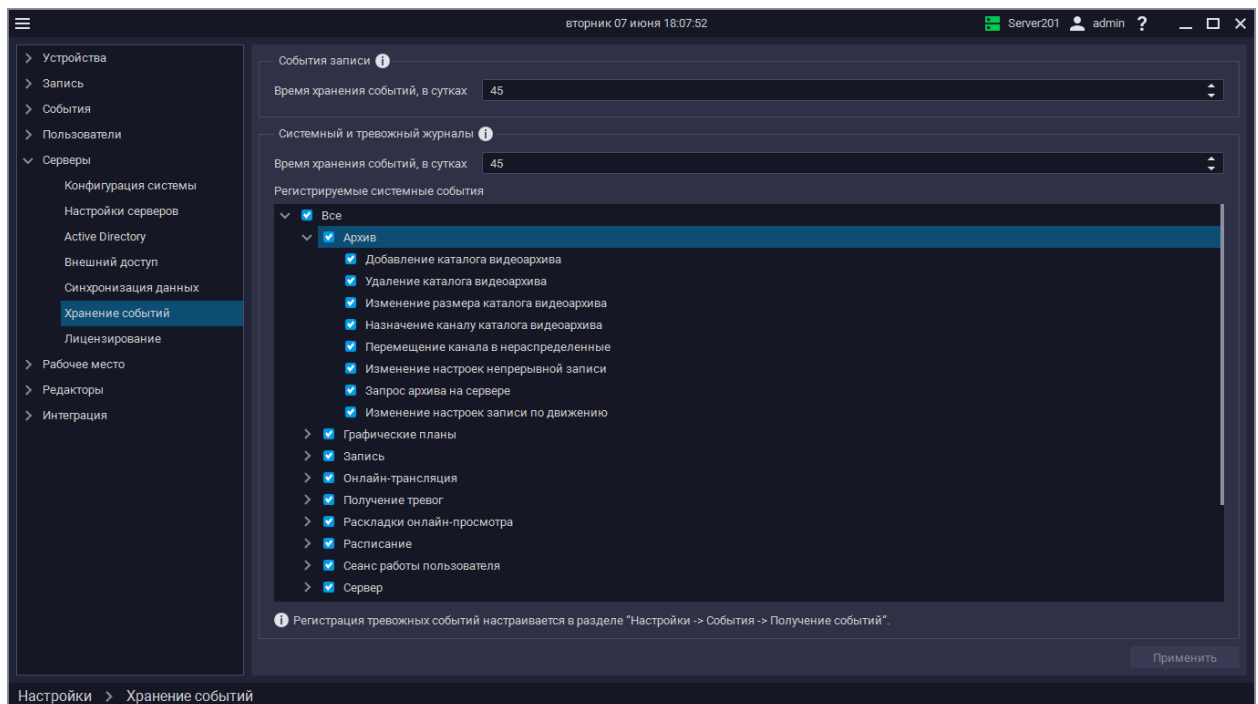 вторник 07 июня 18:07:52
Server201
admin
?
Устройства
Запись
События
Пользователи
Серверы
Конфигурация системы
Настройки серверов
Active Directory
Внешний доступ
Синхронизация данных
Хранение событий
Лицензирование
Рабочее место
Редакторы
Интеграция
События записи
Время хранения событий, в сутках 45
Системный и тревожный журналы
Время хранения событий, в сутках 45
Регистрируемые системные события
Все
Архив
Добавление каталога видеоархива
Удаление каталога видеоархива
Изменение размера каталога видеоархива
Назначение каналу каталога видеоархива
Перемещение канала в нераспределенные
Изменение настроек непрерывной записи
Запрос архива на сервере
Изменение настроек записи по движению
Графические планы
Запись
Онлайн-трансляция
Получение тревог
Раскладки онлайн-просмотра
Расписание
Сеанс работы пользователя
Сервер
Регистрация тревожных событий настраивается в разделе "Настройки -> События -> Получение событий".
Применить
Настройки > Хранение событий